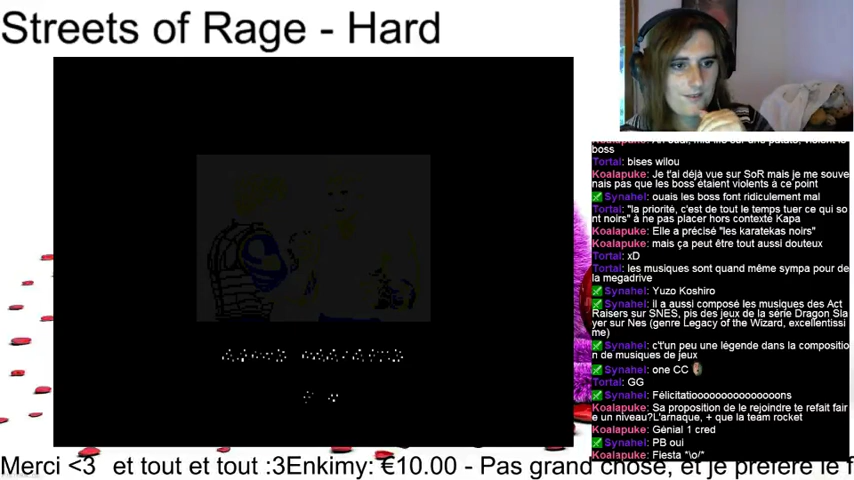 Streets of Rage - Hard
boss
Tortal: bises wilou
Koalapuke: Je t'ai déjà vue sur SoR mais je me souve
nais pas que les boss étaient violents à ce point
Synahel: ouais les boss font ridiculement mal
Tortal: "la priorité, c'est de tout le temps tuer ce qui so
nt noirs" à ne pas placer hors contexte Kapa
Koalapuke: Elle a précisé "les karatekas noirs"
Koalapuke: mais ça peut être tout aussi douteux
Tortal: xD
Tortal: les musiques sont quand même sympa pour de
la megadrive
Synahel: Yuzo Koshiro
Synahel: il a aussi composé les musiques des Act
Raisers sur SNES, pis des jeux de la série Dragon Sla
yer sur Nes (genre Legacy of the Wizard, excellentissi
me)
Synahel: c't'un peu une légende dans la compositio
n de musiques de jeux
Synahel: one CC
Tortal: GG
Synahel: Félicitatiooooooooooooooons
Koalapuke: Sa proposition de le rejoindre te refait fair
e un niveau?L'arnaque, + que la team rocket
Koalapuke: Génial 1 cred
Synahel: PB oui
Koalapuke: Fiesta *\o/*
Merci <3 et tout et tout :3Enkimy: €10.00 - Pas grand chose, et je préfère le f